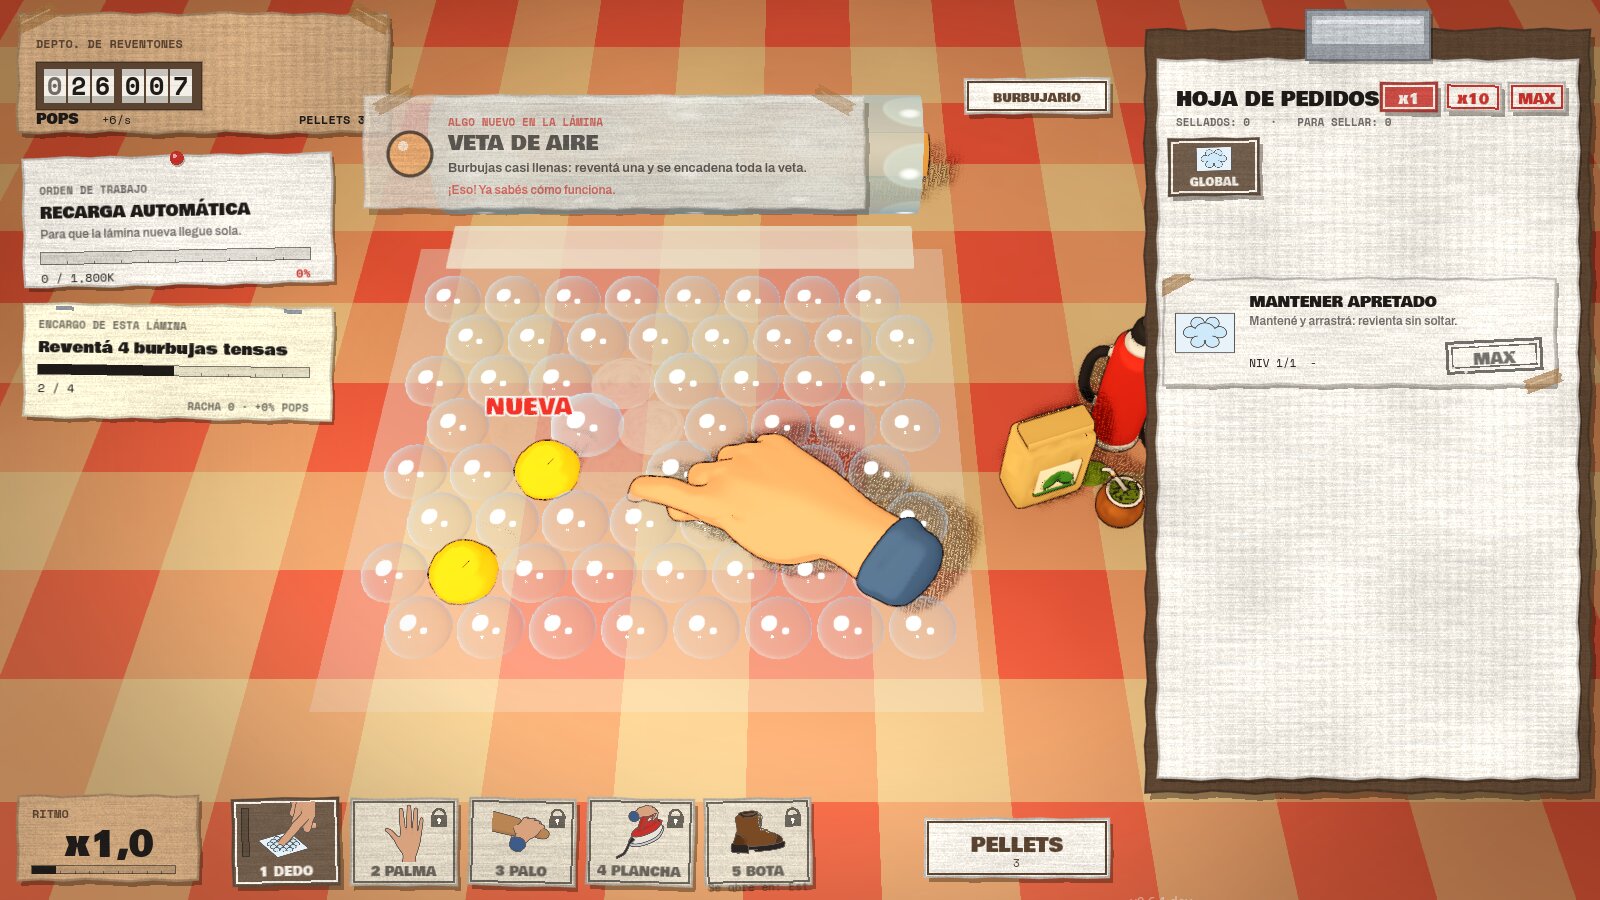 DEPTO. DE REVENTONES
026007
POPS +6/s PELLETS 3
ORDEN DE TRABAJO
RECARGA AUTOMÁTICA
Para que la lámina nueva llegue sola.
0 / 1.800K 0%
ENCARGO DE ESTA LÁMINA
Reventá 4 burbujas tensas
2 / 4
RACHA 0 · +0% POPS
ALGO NUEVO EN LA LÁMINA
VETA DE AIRE
Burbujas casi llenas: reventá una y se encadena toda la veta.
¡Eso! Ya sabés cómo funciona.
BURBUJARIO
NUEVA
HOJA DE PEDIDOS x1 x10 MAX
SELLADOS: 0 · PARA SELLAR: 0
GLOBAL
MANTENER APRETADO
Mantené y arrastrá: revienta sin soltar.
NIV 1/1 -
MAX
RITMO
x1,0
1 DEDO
2 PALMA
3 PALO
4 PLANCHA
5 BOTA
Se abre en: Est
PELLETS
3